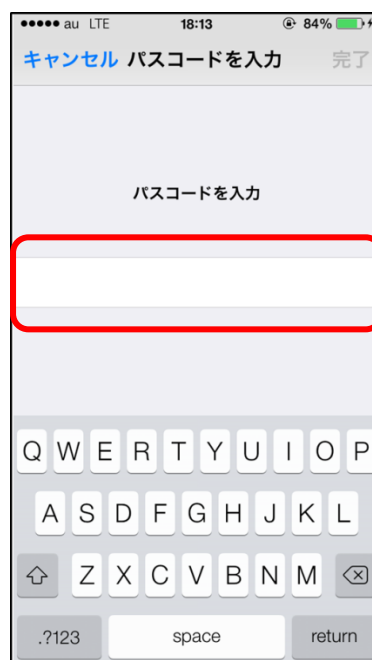 au LTE 18:13 84%
キャンセル パスコードを入力 完了
パスコードを入力
Q W E R T Y U I O P
A S D F G H J K L
Z X C V B N M
.?123 space return